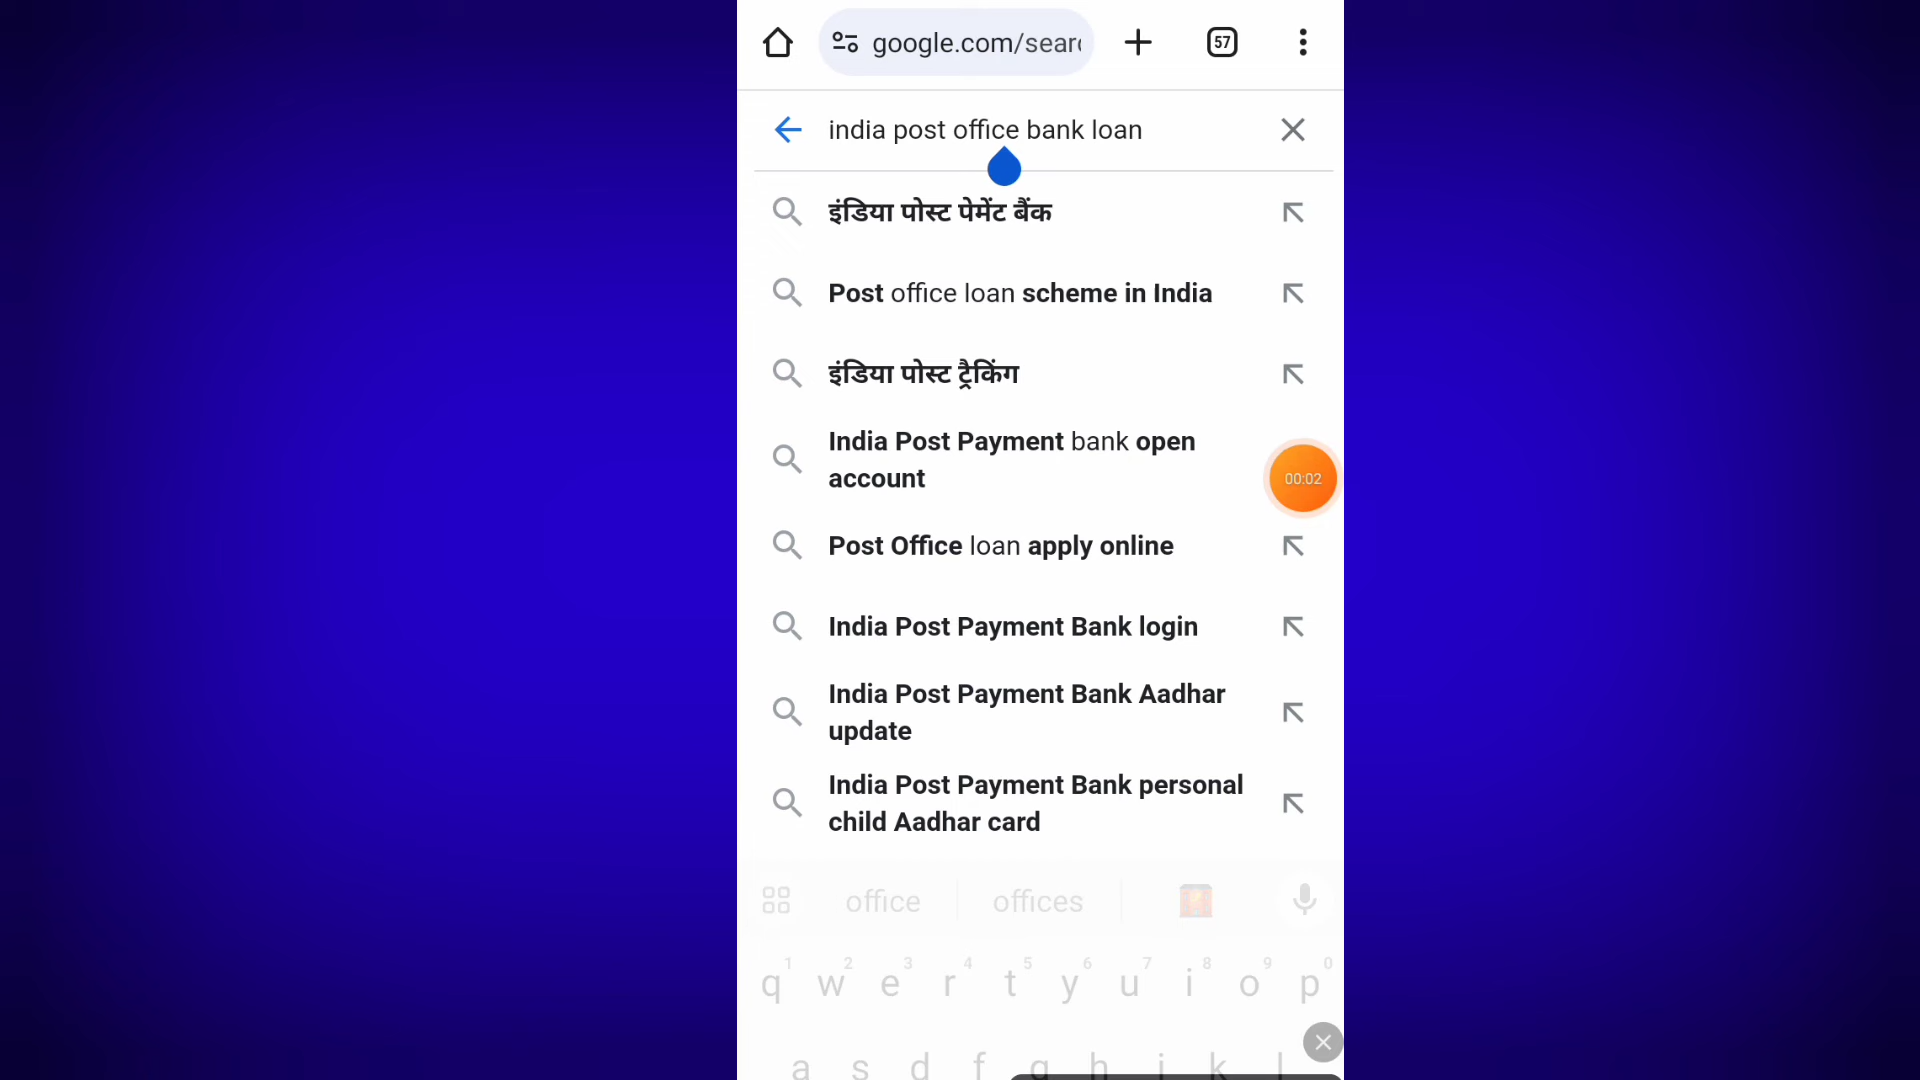 google.com/sear
57
india post office bank loan
इंडिया पोस्ट पेमेंट बैंक
Post office loan scheme in India
इंडिया पोस्ट ट्रैकिंग
India Post Payment bank open
account
00:02
Post Office loan apply online
India Post Payment Bank login
India Post Payment Bank Aadhar
update
India Post Payment Bank personal
child Aadhar card
office offices
1 2 3 4 5 6 7 8 9 0
q w e r t y u i o p
a s d f g h j k l